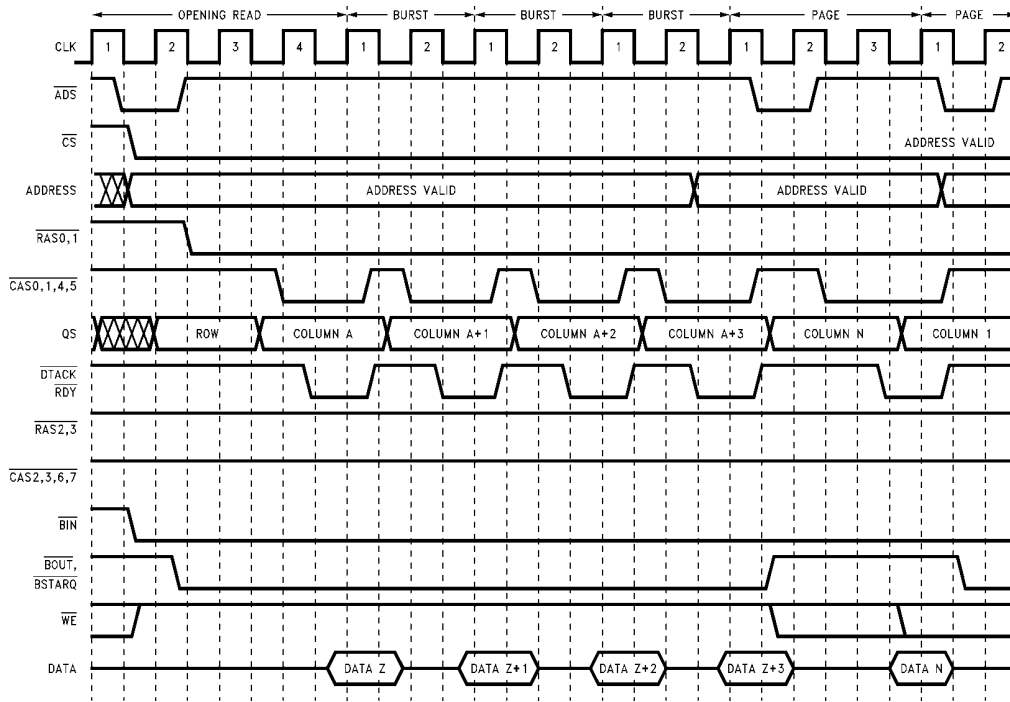 OPENING READ BURST BURST BURST PAGE PAGE
CLK 1 2 3 4 1 2 1 2 1 2 1 2 3 1 2
ADS
CS ADDRESS VALID
ADDRESS ADDRESS VALID ADDRESS VALID
RAS0,1
CAS0,1,4,5
QS ROW COLUMN A COLUMN A+1 COLUMN A+2 COLUMN A+3 COLUMN N COLUMN 1
DTACK
RDY
RAS2,3
CAS2,3,6,7
BIN
BOUT,
BSTARQ
WE
DATA DATA Z DATA Z+1 DATA Z+2 DATA Z+3 DATA N